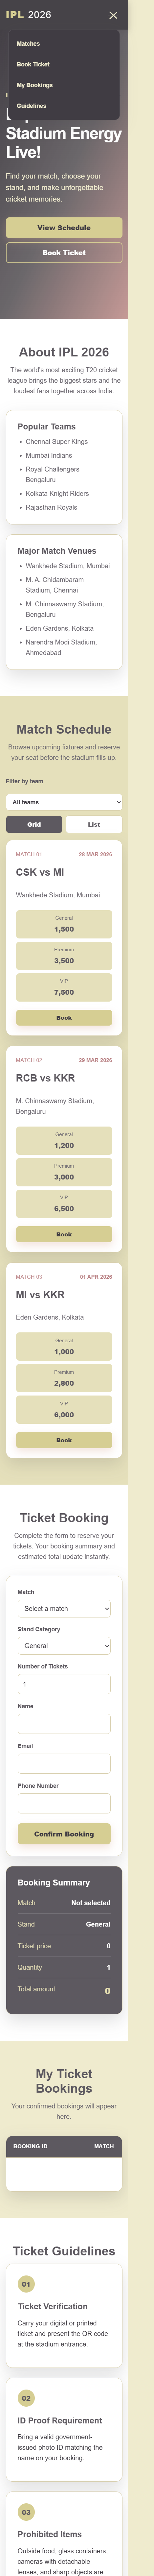 IPL 2026
Matches
Book Ticket
My Bookings
Guidelines
Stadium Energy
Live!
Find your match, choose your
stand, and make unforgettable
cricket memories.
View Schedule
Book Ticket
About IPL 2026
The world's most exciting T20 cricket
league brings the biggest stars and the
loudest fans together across India.
Popular Teams
• Chennai Super Kings
• Mumbai Indians
• Royal Challengers
Bengaluru
• Kolkata Knight Riders
• Rajasthan Royals
Major Match Venues
• Wankhede Stadium, Mumbai
• M. A. Chidambaram
Stadium, Chennai
• M. Chinnaswamy Stadium,
Bengaluru
• Eden Gardens, Kolkata
• Narendra Modi Stadium,
Ahmedabad
Match Schedule
Browse upcoming fixtures and reserve
your seat before the stadium fills up.
Filter by team
All teams
Grid List
MATCH 01 28 MAR 2026
CSK vs MI
Wankhede Stadium, Mumbai
General
1,500
Premium
3,500
VIP
7,500
Book
MATCH 02 29 MAR 2026
RCB vs KKR
M. Chinnaswamy Stadium,
Bengaluru
General
1,200
Premium
3,000
VIP
6,500
Book
MATCH 03 01 APR 2026
MI vs KKR
Eden Gardens, Kolkata
General
1,000
Premium
2,800
VIP
6,000
Book
Ticket Booking
Complete the form to reserve your
tickets. Your booking summary and
estimated total update instantly.
Match
Select a match
Stand Category
General
Number of Tickets
1
Name
Email
Phone Number
Confirm Booking
Booking Summary
Match Not selected
Stand General
Ticket price 0
Quantity 1
Total amount 0
My Ticket
Bookings
Your confirmed bookings will appear
here.
BOOKING ID MATCH
Ticket Guidelines
01
Ticket Verification
Carry your digital or printed
ticket and present the QR code
at the stadium entrance.
02
ID Proof Requirement
Bring a valid government-
issued photo ID matching the
name on your booking.
03
Prohibited Items
Outside food, glass containers,
cameras with detachable
lenses, and sharp objects are